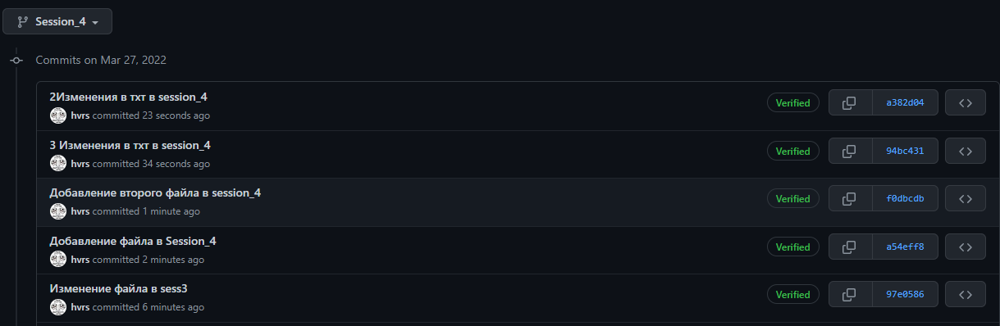 Session_4
Commits on Mar 27, 2022
2Изменения в тхт в session_4
hvrs committed 23 seconds ago
Verified
a382d04
3 Изменения в тхт в session_4
hvrs committed 34 seconds ago
Verified
94bc431
Добавление второго файла в session_4
hvrs committed 1 minute ago
Verified
f0dbcdb
Добавление файла в Session_4
hvrs committed 2 minutes ago
Verified
a54eff8
Изменение файла в sess3
hvrs committed 6 minutes ago
Verified
97e0586